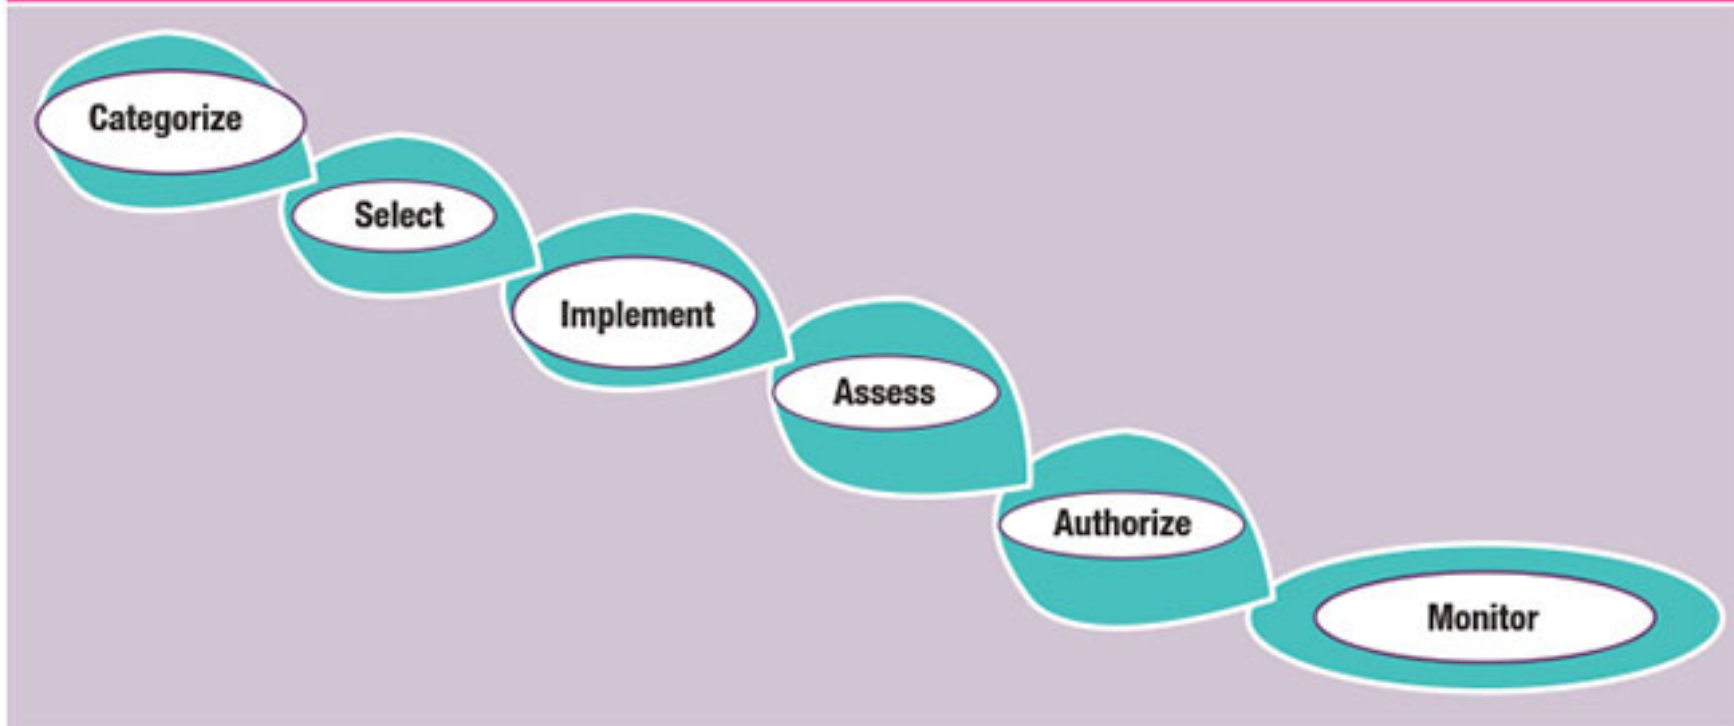 Categorize
Select
Implement
Assess
Authorize
Monitor